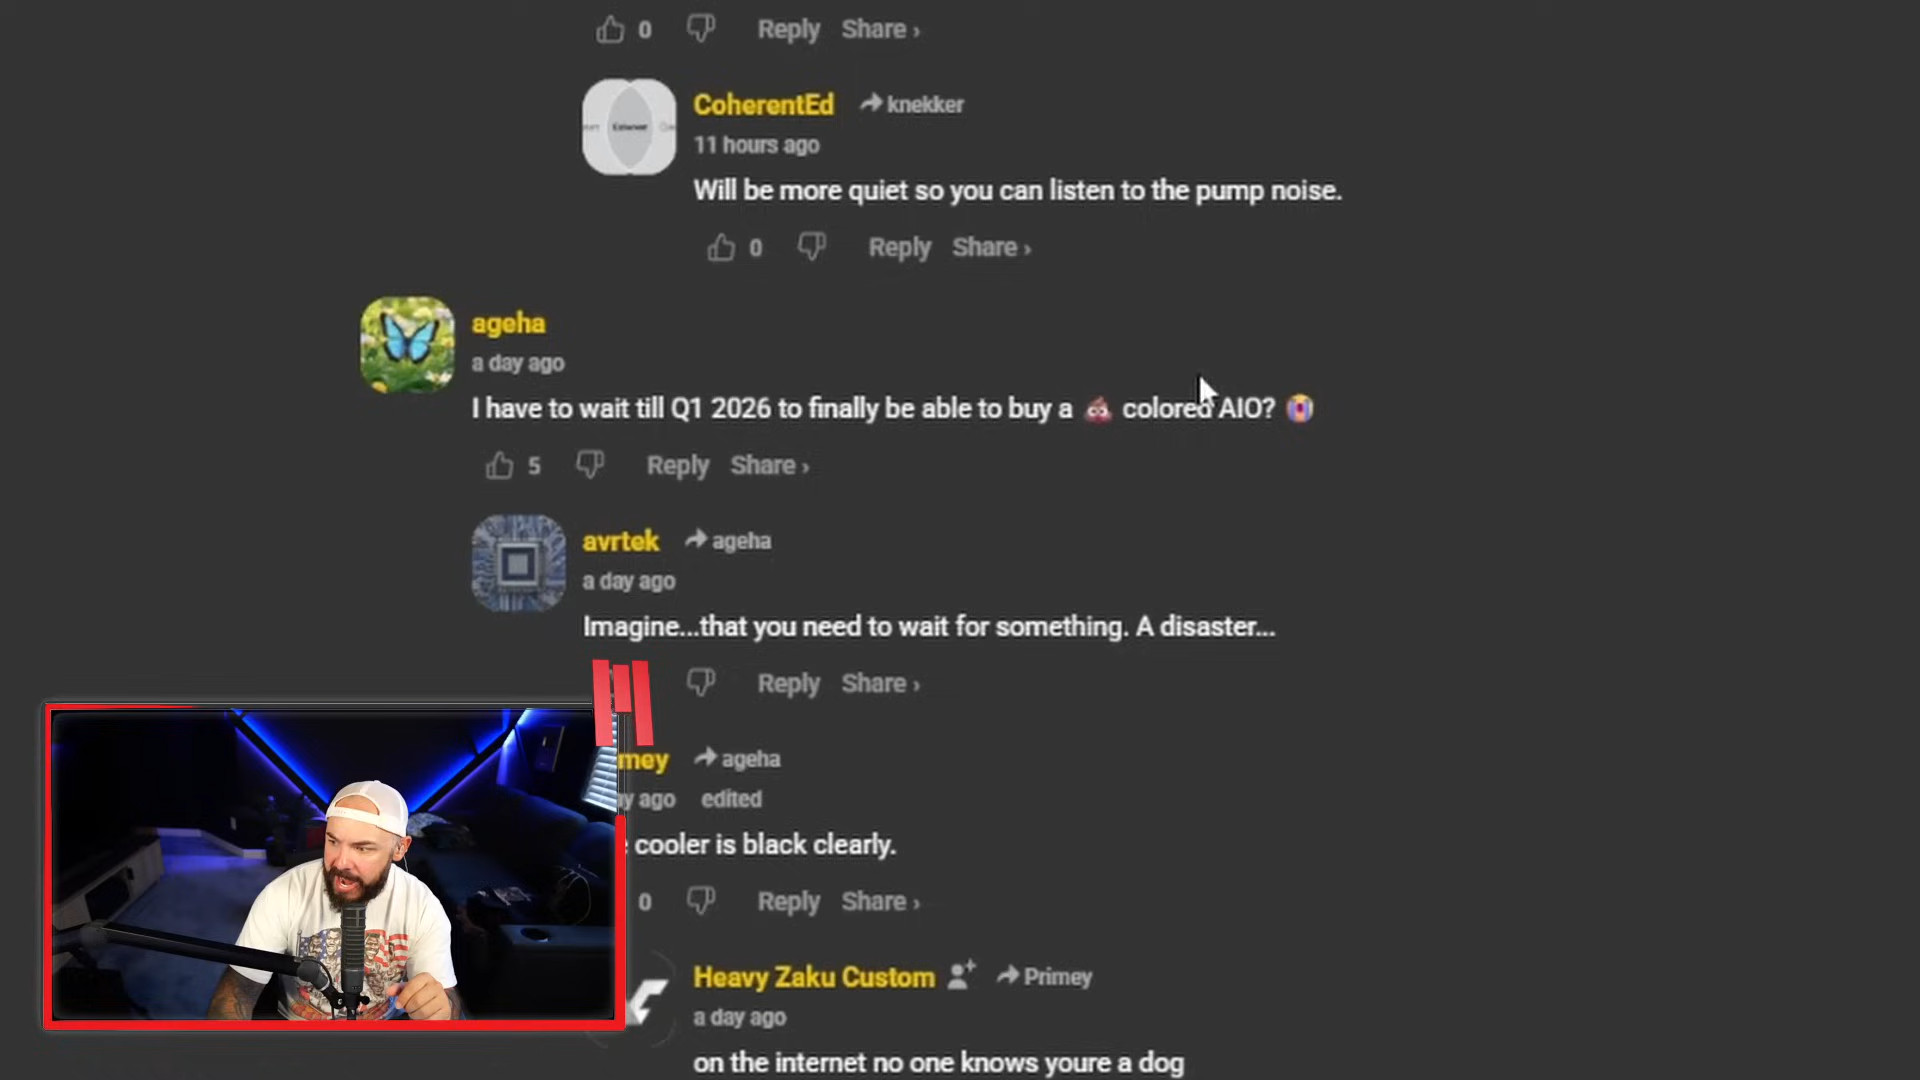 0 Reply Share ›
CoherentEd knekker
11 hours ago
Will be more quiet so you can listen to the pump noise.
0 Reply Share ›
ageha
a day ago
I have to wait till Q1 2026 to finally be able to buy a 💩 colored AIO? 😭
5 Reply Share ›
avrtek ageha
a day ago
Imagine...that you need to wait for something. A disaster...
Reply Share ›
mey ageha
ay ago edited
cooler is black clearly.
0 Reply Share ›
Heavy Zaku Custom Primey
a day ago
on the internet no one knows youre a dog